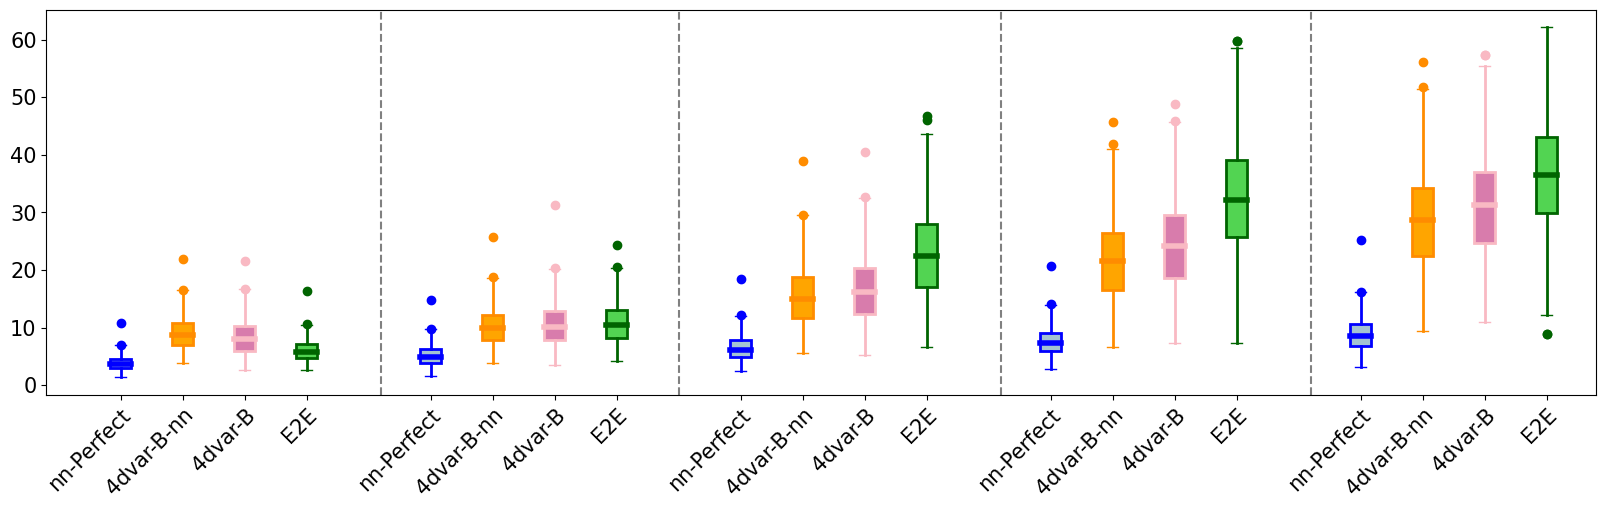 60
50
40
30
20
10
0
nn-Perfect
4dvar-B-nn
4dvar-B
E2E
nn-Perfect
4dvar-B-nn
4dvar-B
E2E
nn-Perfect
4dvar-B-nn
4dvar-B
E2E
nn-Perfect
4dvar-B-nn
4dvar-B
E2E
nn-Perfect
4dvar-B-nn
4dvar-B
E2E